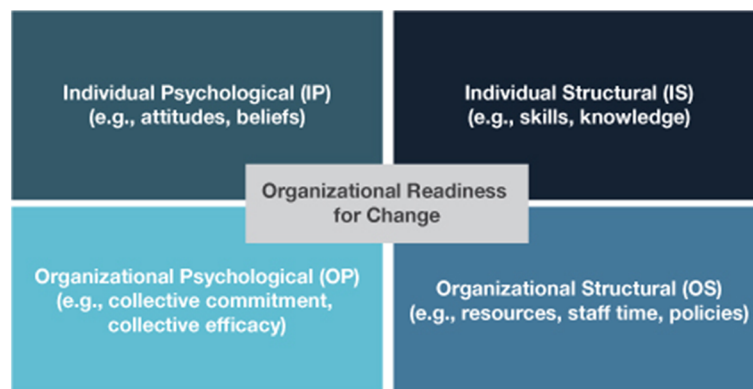 Individual Psychological (IP)
(e.g., attitudes, beliefs)
Individual Structural (IS)
(e.g., skills, knowledge)
Organizational Readiness
for Change
Organizational Psychological (OP)
(e.g., collective commitment,
collective efficacy)
Organizational Structural (OS)
(e.g., resources, staff time, policies)